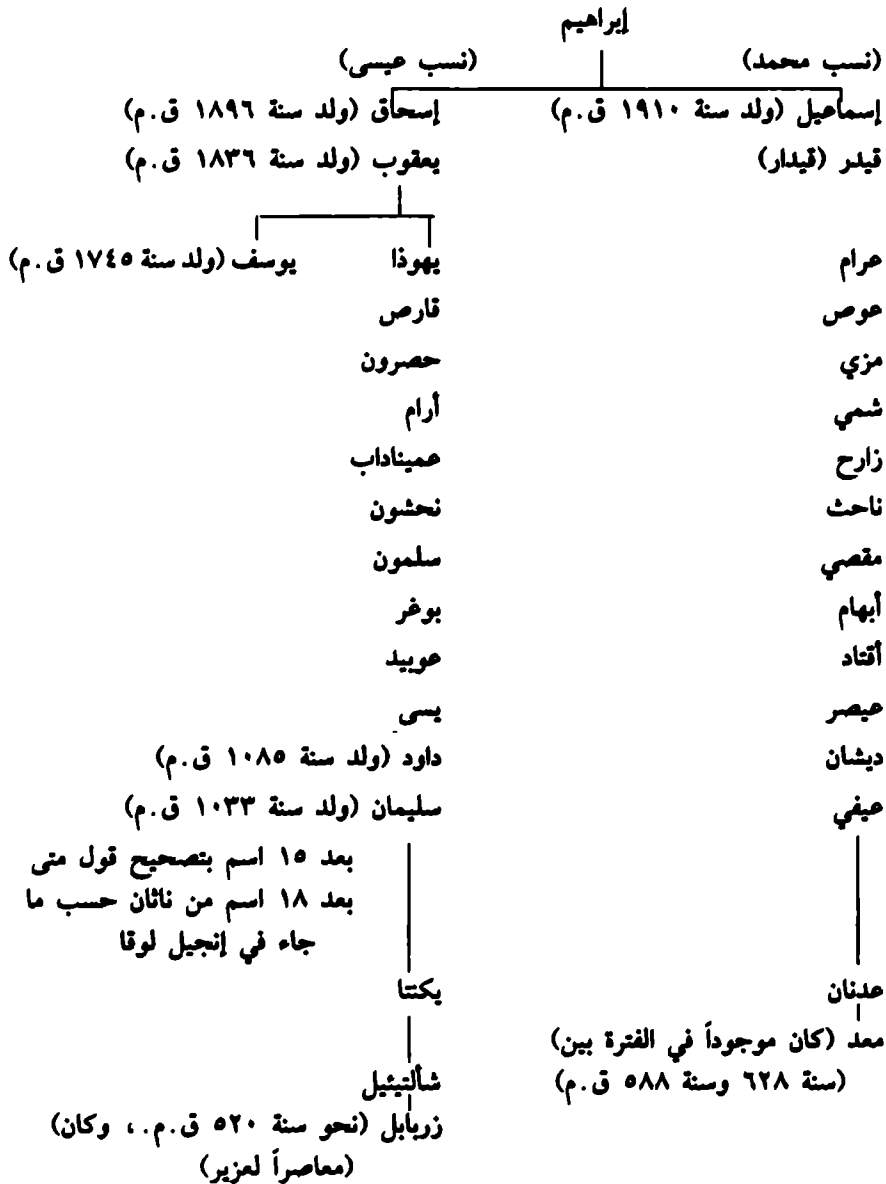 إبراهيم
(نسب محمد) (نسب عيسى)
إسماعيل (ولد سنة ١٩١٠ ق.م) إسحاق (ولد سنة ١٨٩٦ ق.م)
قيدر (قيدار) يعقوب (ولد سنة ١٨٣٦ ق.م)
عرام يهوذا يوسف (ولد سنة ١٧٤٥ ق.م)
عوص قارص
مزي حصرون
شمي أرام
زارح عميناداب
ناحث نحشون
مقصي سلمون
أبهام بوغر
أقتاد عوبيد
عيصر يسى
ديشان داود (ولد سنة ١٠٨٥ ق.م)
عيفي سليمان (ولد سنة ١٠٣٣ ق.م)
بعد ١٥ اسم بتصحيح قول متى
بعد ١٨ اسم من ناثان حسب ما
جاء في إنجيل لوقا
عدنان يكنتا
معد (كان موجوداً في الفترة بين)
(سنة ٦٢٨ وسنة ٥٨٨ ق.م) شألتيئيل
زربابل (نحو سنة ٥٢٠ ق.م.، وكان)
(معاصراً لعزير)